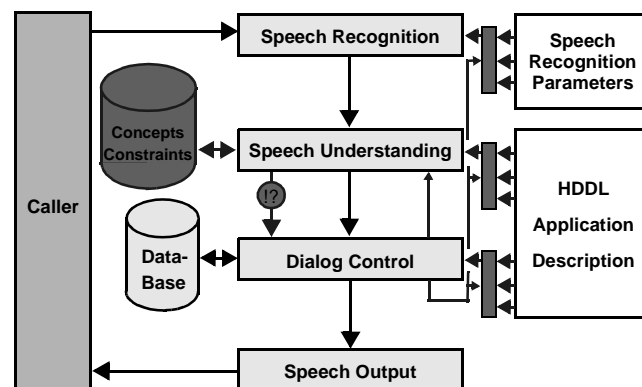 Speech Recognition
Speech
Recognition
Parameters
Concepts
Constraints
Speech Understanding
HDDL
Application
Description
Caller
!?
Data-
Base
Dialog Control
Speech Output